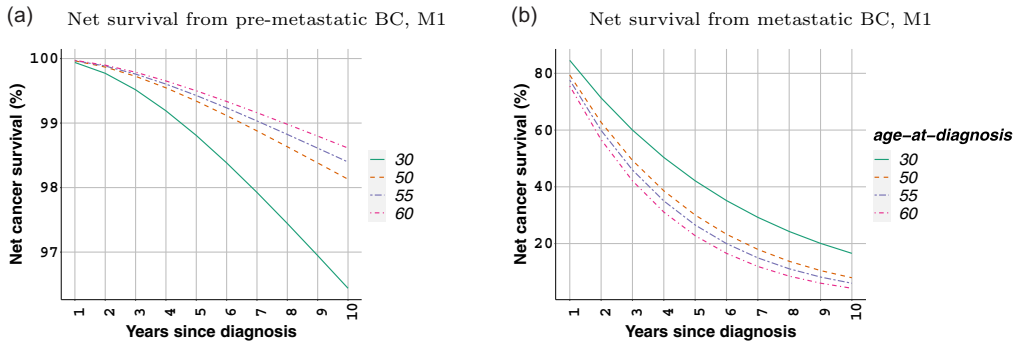 (a) Net survival from pre-metastatic BC, M1
Net cancer survival (%)
100
99
98
97
1 2 3 4 5 6 7 8 9 10
Years since diagnosis
30
50
55
60
(b) Net survival from metastatic BC, M1
Net cancer survival (%)
80
60
40
20
1 2 3 4 5 6 7 8 9 10
Years since diagnosis
age-at-diagnosis
30
50
55
60